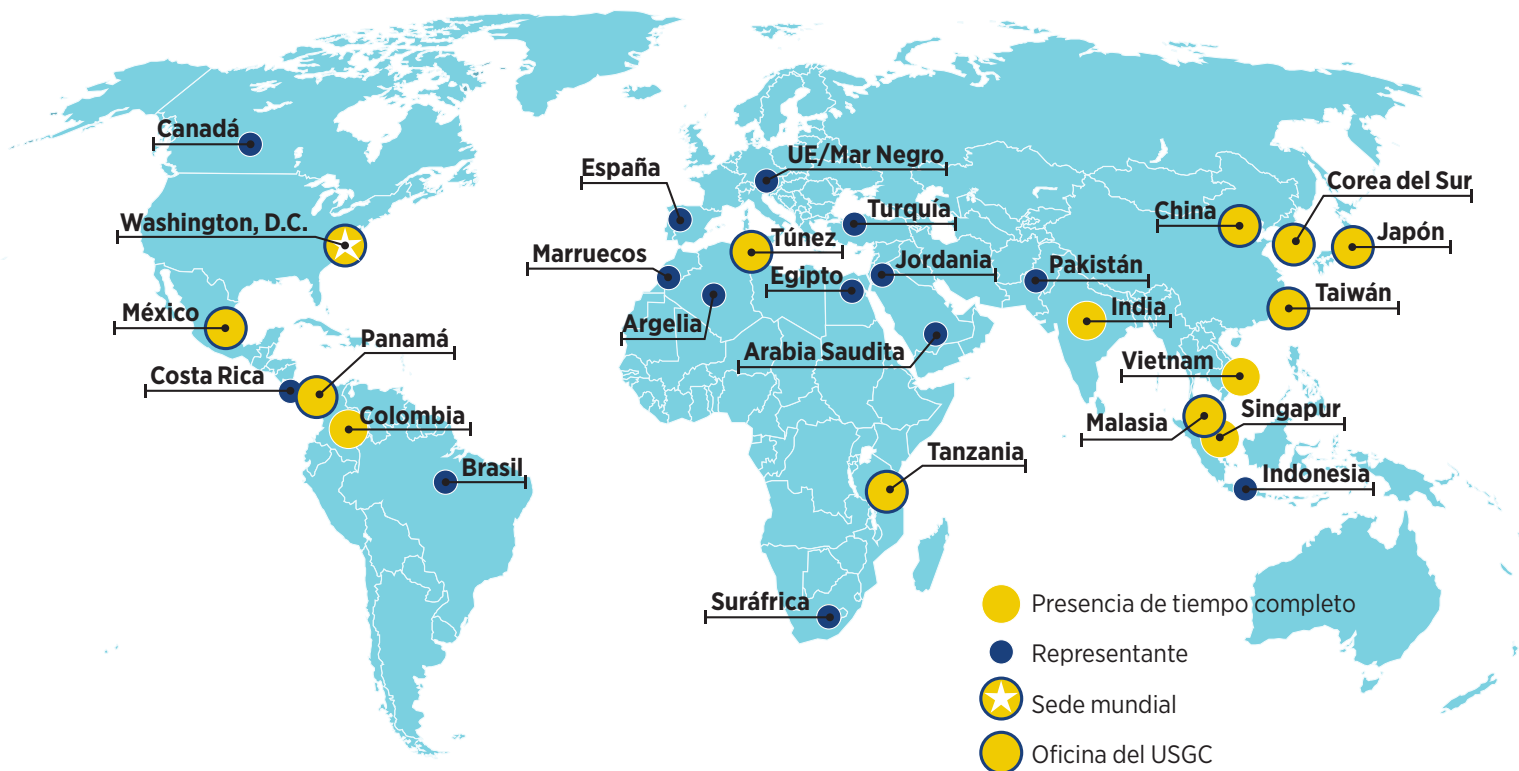 Canadá
Washington, D.C.
México
Panamá
Costa Rica
Colombia
Brasil
España
UE/Mar Negro
Turquía
Túnez
Marruecos
Jordania
Egipto
Argelia
Arabia Saudita
Pakistán
India
China
Corea del Sur
Japón
Taiwán
Vietnam
Malasia
Singapur
Indonesia
Tanzania
Suráfrica
Presencia de tiempo completo
Representante
Sede mundial
Oficina del USGC